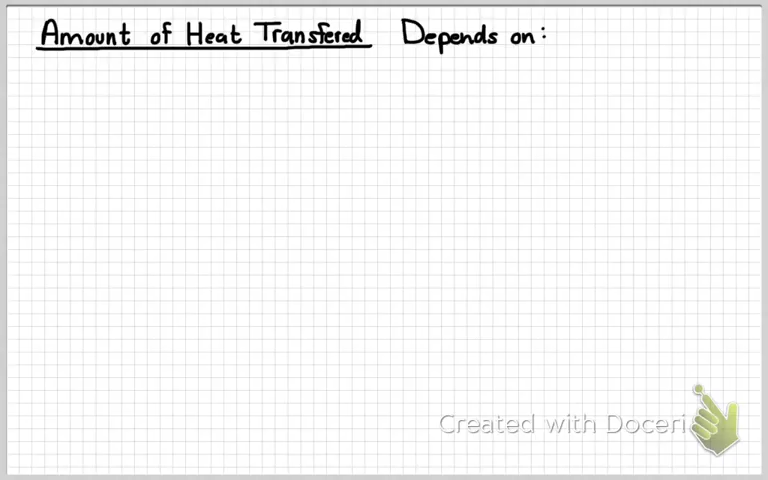 Amount of Heat Transfered Depends on:
Created with Doceri